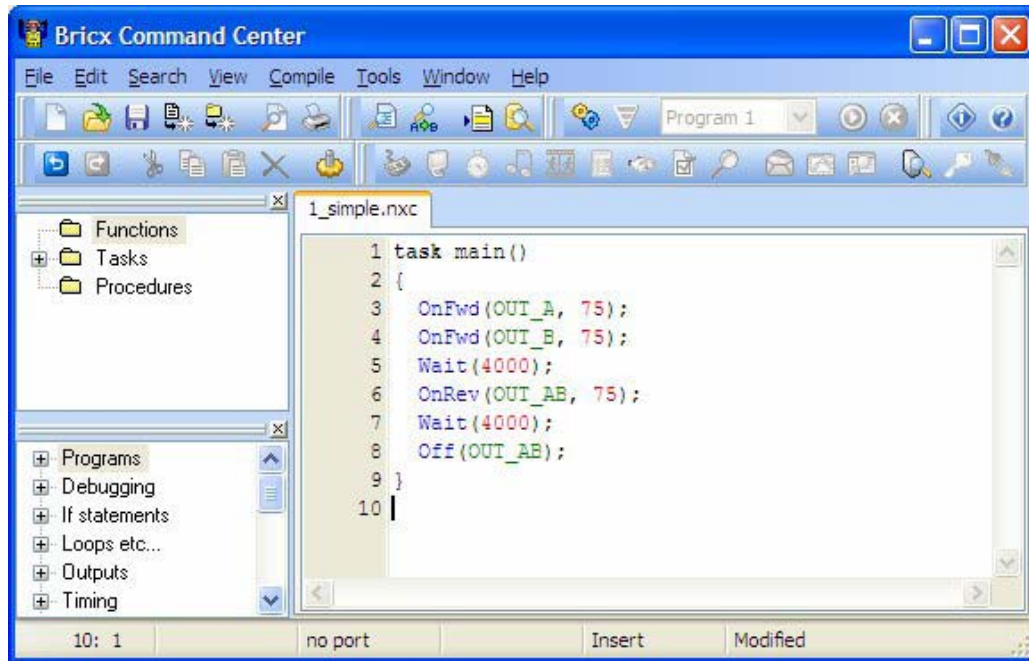 Bricx Command Center
File Edit Search View Compile Tools Window Help
Program 1
Functions
Tasks
Procedures
Programs
Debugging
If statements
Loops etc...
Outputs
Timing
1_simple.nxc
1 task main()
2 {
3 OnFwd(OUT_A, 75);
4 OnFwd(OUT_B, 75);
5 Wait(4000);
6 OnRev(OUT_AB, 75);
7 Wait(4000);
8 Off(OUT_AB);
9 }
10
10: 1 no port Insert Modified